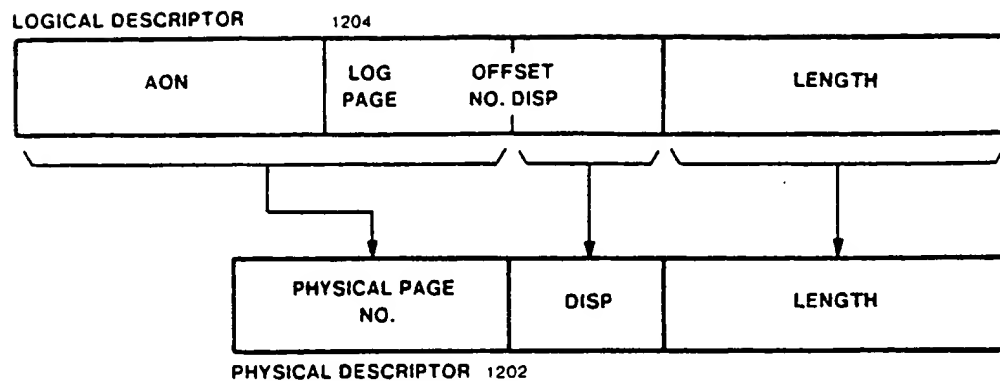 LOGICAL DESCRIPTOR 1204
AON
LOG PAGE
OFFSET NO. DISP
LENGTH
PHYSICAL PAGE NO.
DISP
LENGTH
PHYSICAL DESCRIPTOR 1202